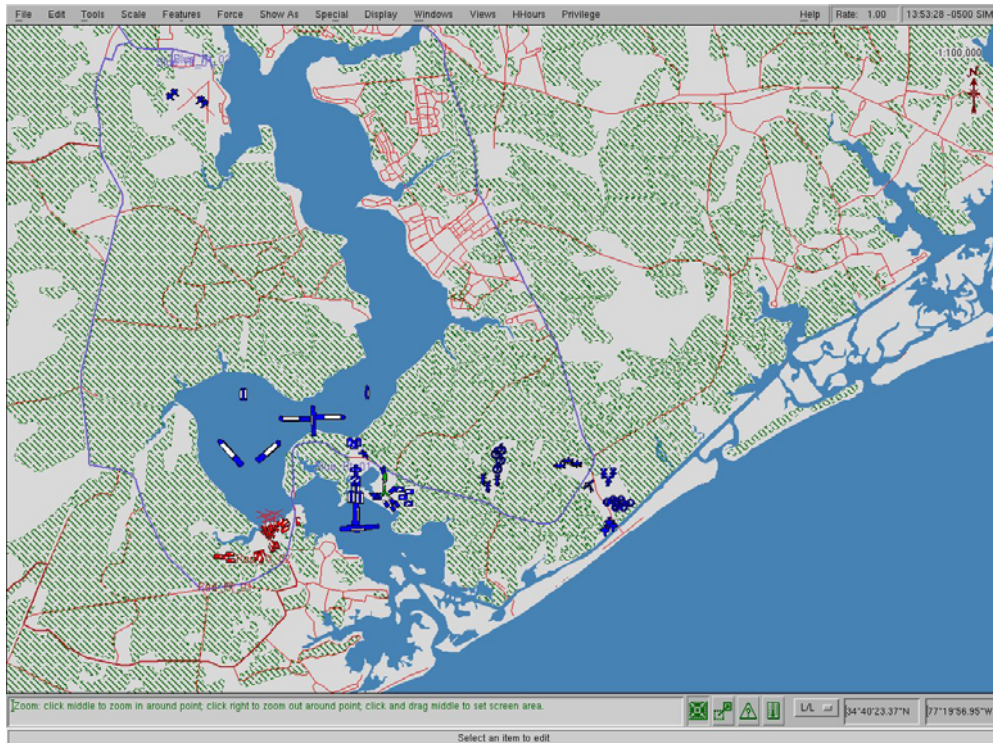 File Edit Tools Scale Features Force Show As Special Display Windows Views HHours Privilege Help Rate: 1.00 13:53:28 -0500 SIM
1:100,000
N
Zoom: click middle to zoom in around point; click right to zoom out around point; click and drag middle to set screen area.
L/L
34°40'23.37"N
77°19'56.95"W
Select an item to edit